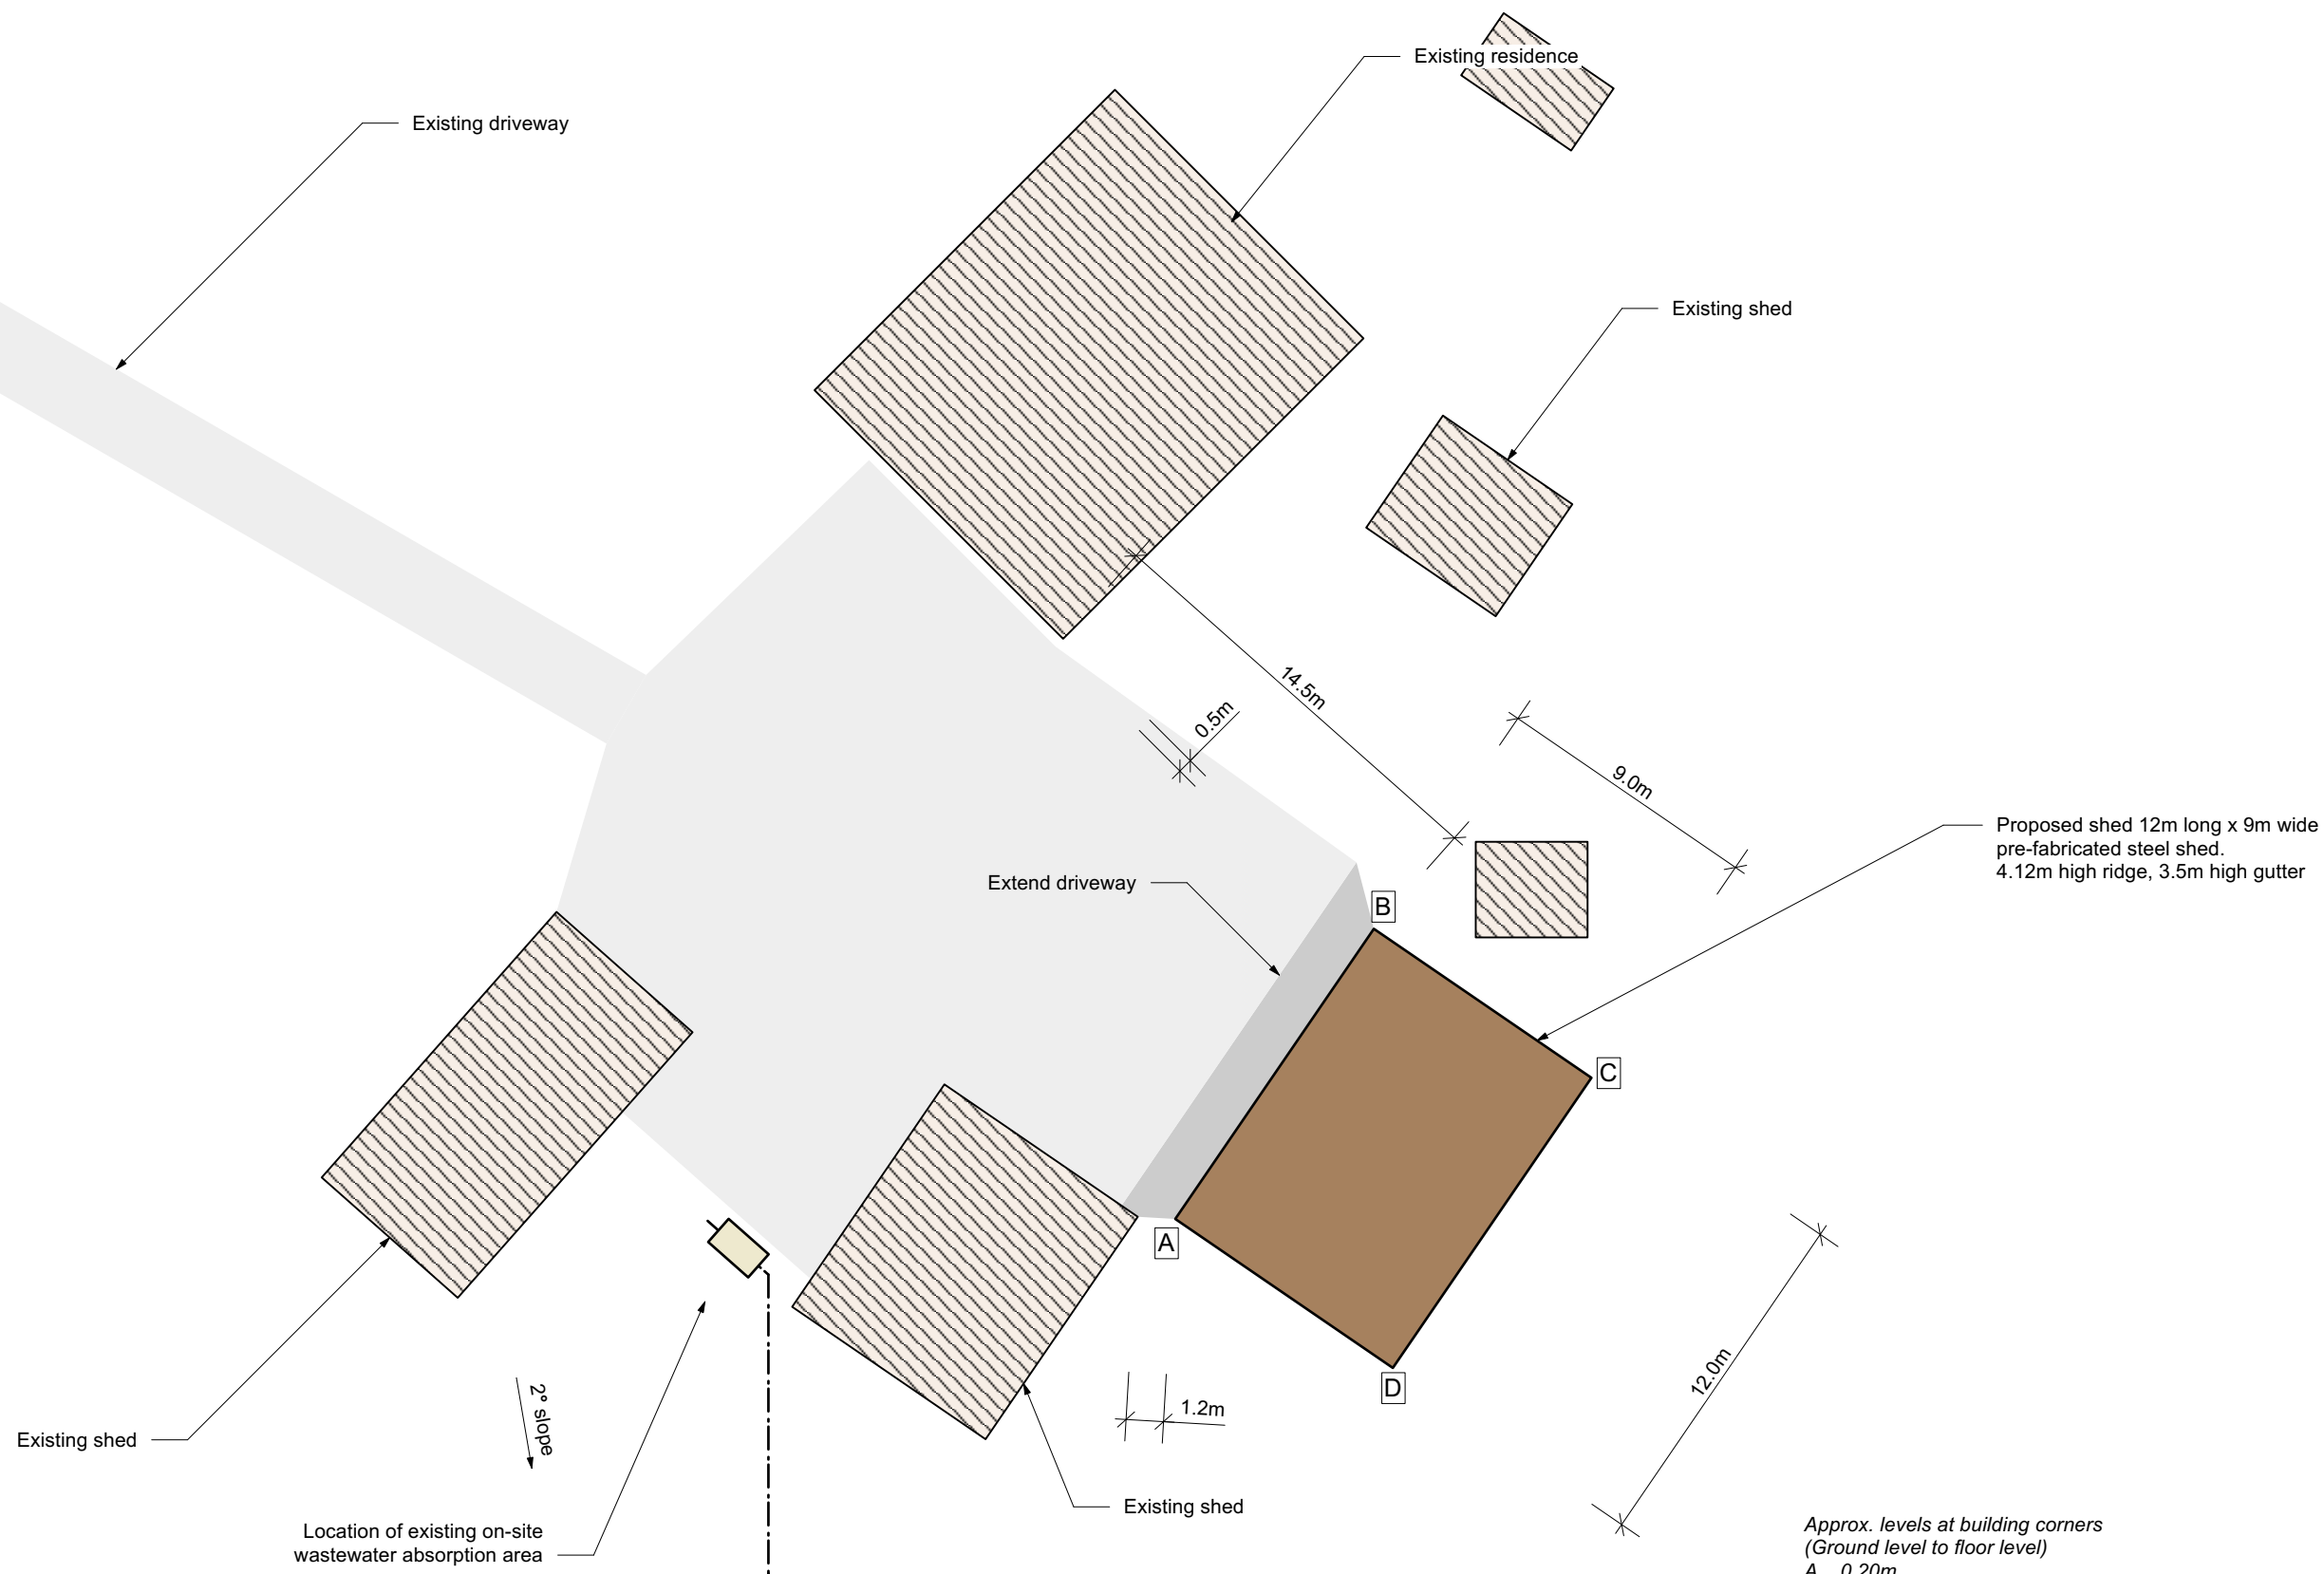 Existing residence
Existing driveway
Existing shed
14.5m
0.5m
9.0m
Proposed shed 12m long x 9m wide
pre-fabricated steel shed.
4.12m high ridge, 3.5m high gutter
Extend driveway
B
C
A
D
12.0m
2° slope
1.2m
Existing shed
Existing shed
Location of existing on-site
wastewater absorption area
Approx. levels at building corners
(Ground level to floor level)
A 0.20m